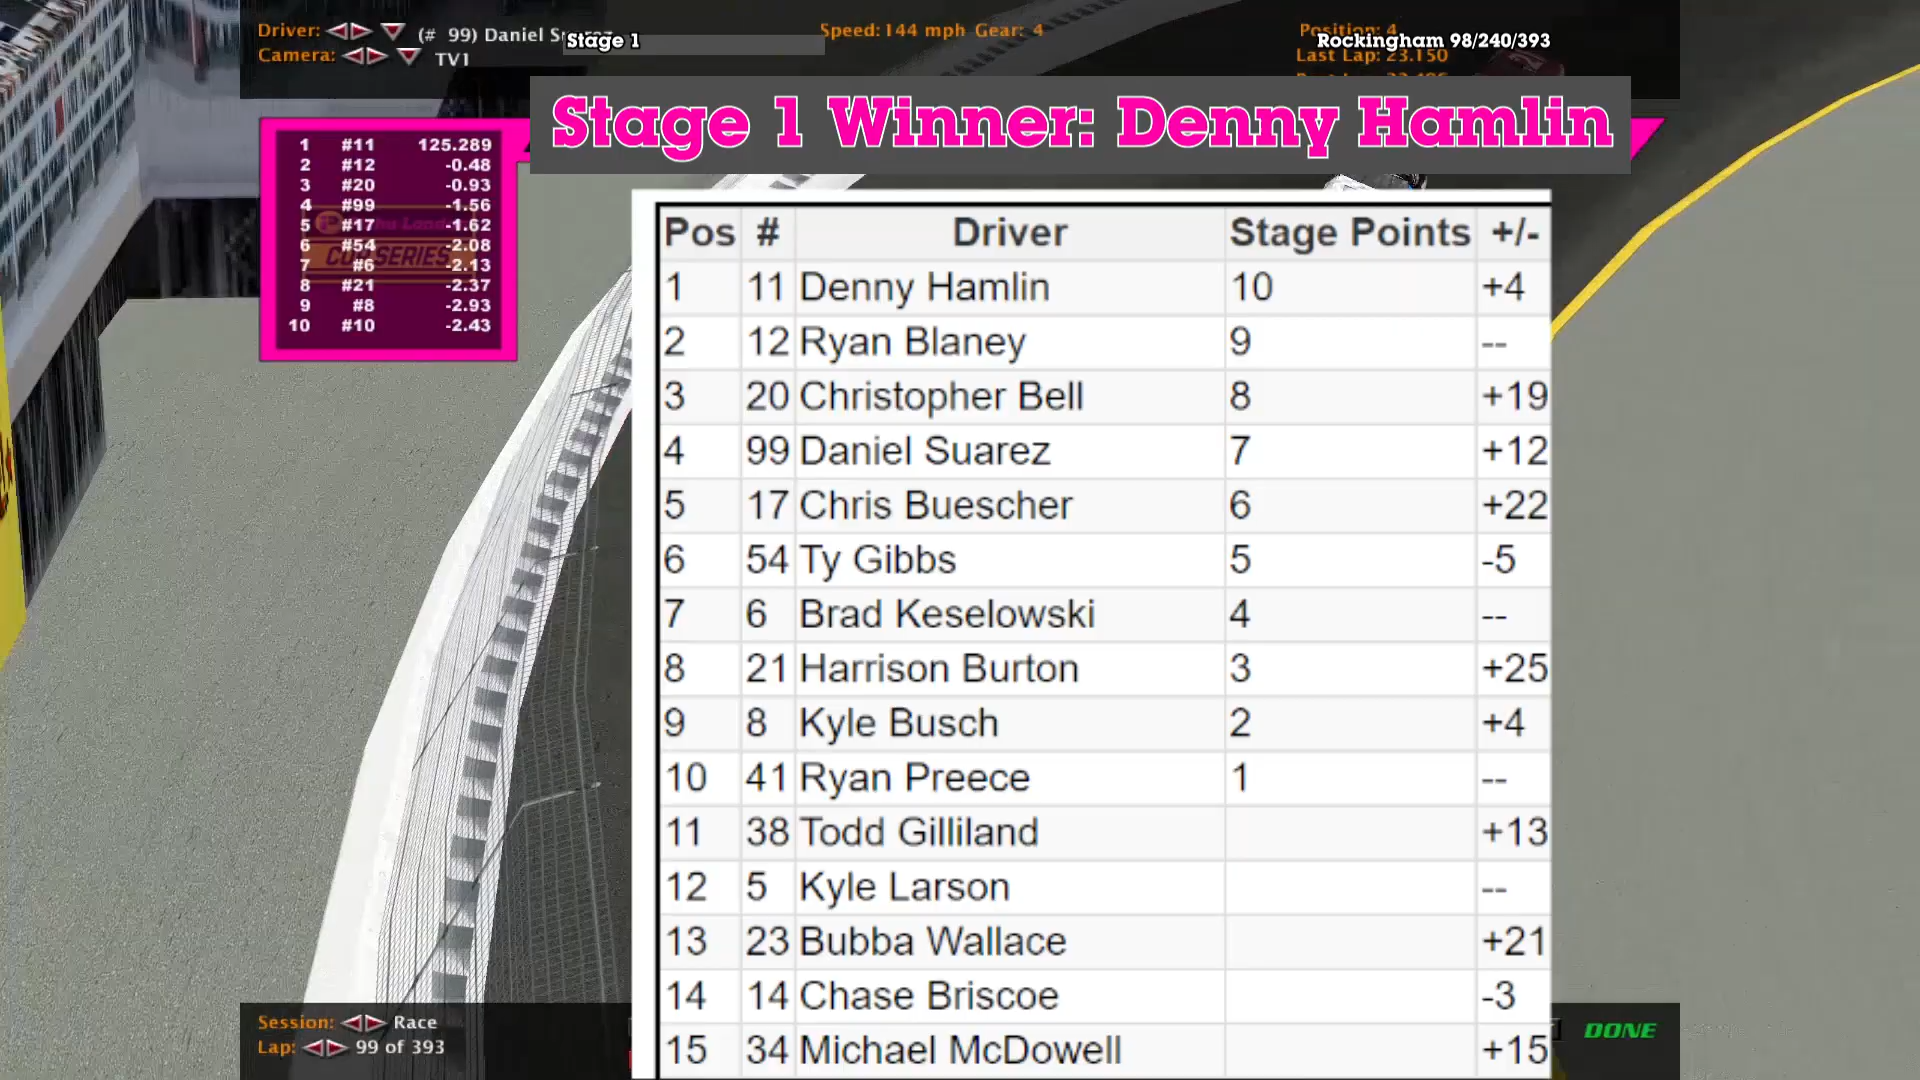 Driver: (# 99) Daniel
Camera: TV1
Stage 1
Speed: 144 mph Gear: 4
Position: 4
Rockingham 98/240/393
Last Lap: 23.150
Stage 1 Winner: Denny Hamlin
1 #11 125.289
2 #12 -0.48
3 #20 -0.93
4 #99 -1.56
5 #17 -1.62
6 #54 -2.08
7 #6 -2.13
8 #21 -2.37
9 #8 -2.93
10 #10 -2.43
CUP SERIES
Pos # Driver Stage Points +/-
1 11 Denny Hamlin 10 +4
2 12 Ryan Blaney 9 --
3 20 Christopher Bell 8 +19
4 99 Daniel Suarez 7 +12
5 17 Chris Buescher 6 +22
6 54 Ty Gibbs 5 -5
7 6 Brad Keselowski 4 --
8 21 Harrison Burton 3 +25
9 8 Kyle Busch 2 +4
10 41 Ryan Preece 1 --
11 38 Todd Gilliland +13
12 5 Kyle Larson --
13 23 Bubba Wallace +21
14 14 Chase Briscoe -3
15 34 Michael McDowell +15
Session: Race
Lap: 99 of 393
DONE